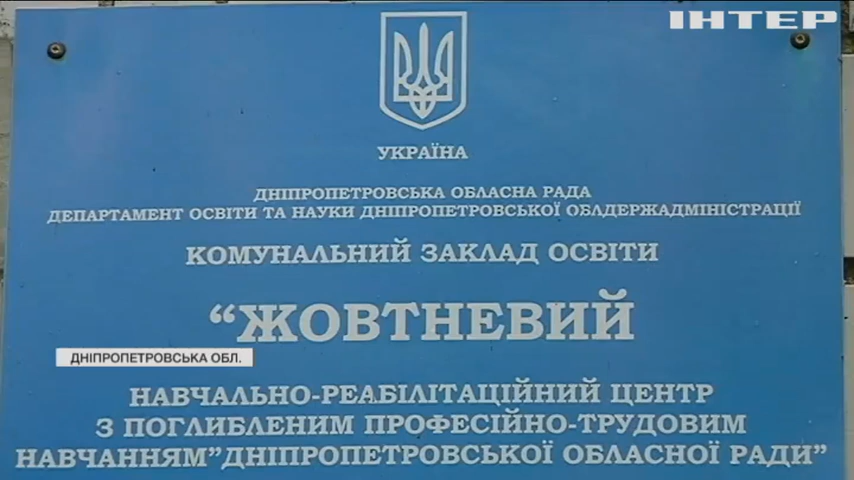 ІНТЕР
УКРАЇНА
ДНІПРОПЕТРОВСЬКА ОБЛАСНА РАДА
ДЕПАРТАМЕНТ ОСВІТИ ТА НАУКИ ДНІПРОПЕТРОВСЬКОЇ ОБЛДЕРЖАДМІНІСТРАЦІЇ
КОМУНАЛЬНИЙ ЗАКЛАД ОСВІТИ
“ЖОВТНЕВИЙ
ДНІПРОПЕТРОВСЬКА ОБЛ.
НАВЧАЛЬНО-РЕАБІЛІТАЦІЙНИЙ ЦЕНТР
З ПОГЛИБЛЕНИМ ПРОФЕСІЙНО-ТРУДОВИМ
НАВЧАННЯМ”ДНІПРОПЕТРОВСЬКОЇ ОБЛАСНОЇ РАДИ”